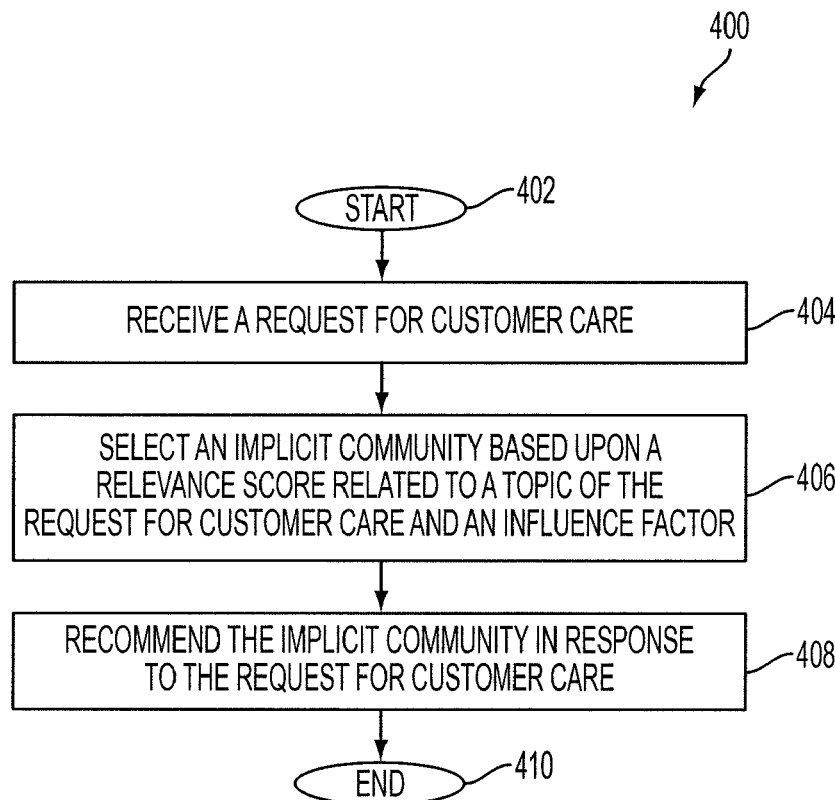 400
START
402
RECEIVE A REQUEST FOR CUSTOMER CARE
404
SELECT AN IMPLICIT COMMUNITY BASED UPON A
RELEVANCE SCORE RELATED TO A TOPIC OF THE
REQUEST FOR CUSTOMER CARE AND AN INFLUENCE FACTOR
406
RECOMMEND THE IMPLICIT COMMUNITY IN RESPONSE
TO THE REQUEST FOR CUSTOMER CARE
408
END
410